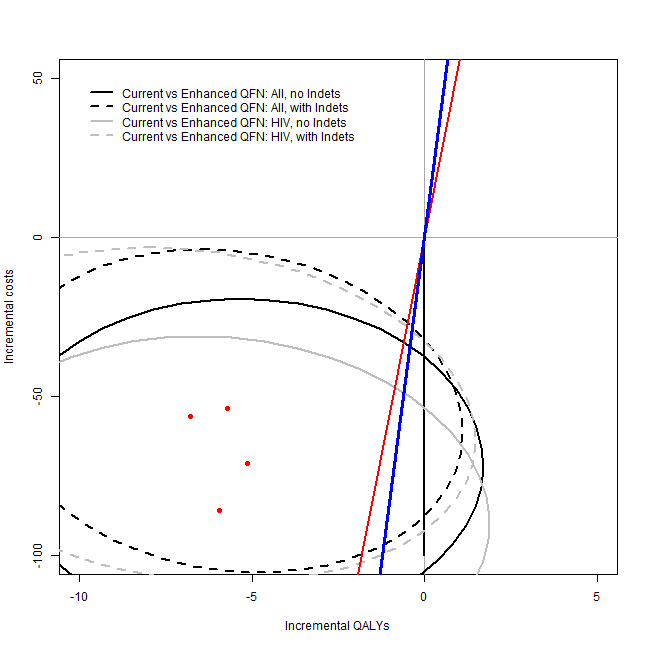 Current vs Enhanced QFN: All, no Indets
Current vs Enhanced QFN: All, with Indets
Current vs Enhanced QFN: HIV, no Indets
Current vs Enhanced QFN: HIV, with Indets
50
0
-50
-100
Incremental costs
-10
-5
0
5
Incremental QALYs